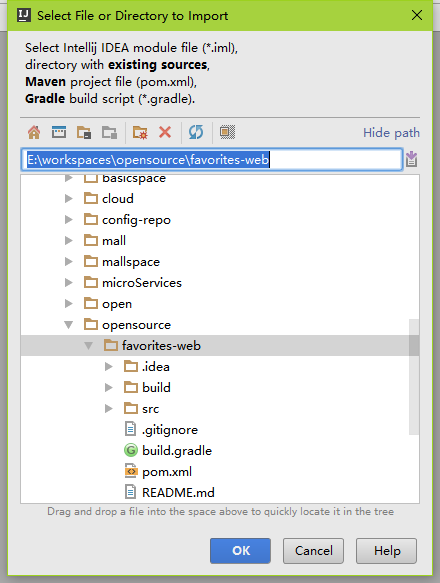 Select File or Directory to Import
Select Intellij IDEA module file (*.iml),
directory with existing sources,
Maven project file (pom.xml),
Gradle build script (*.gradle).
Hide path
E:\workspaces\opensource\favorites-web
basicspace
cloud
config-repo
mall
mallspace
microServices
open
opensource
favorites-web
.idea
build
src
.gitignore
build.gradle
pom.xml
README.md
Drag and drop a file into the space above to quickly locate it in the tree
OK Cancel Help